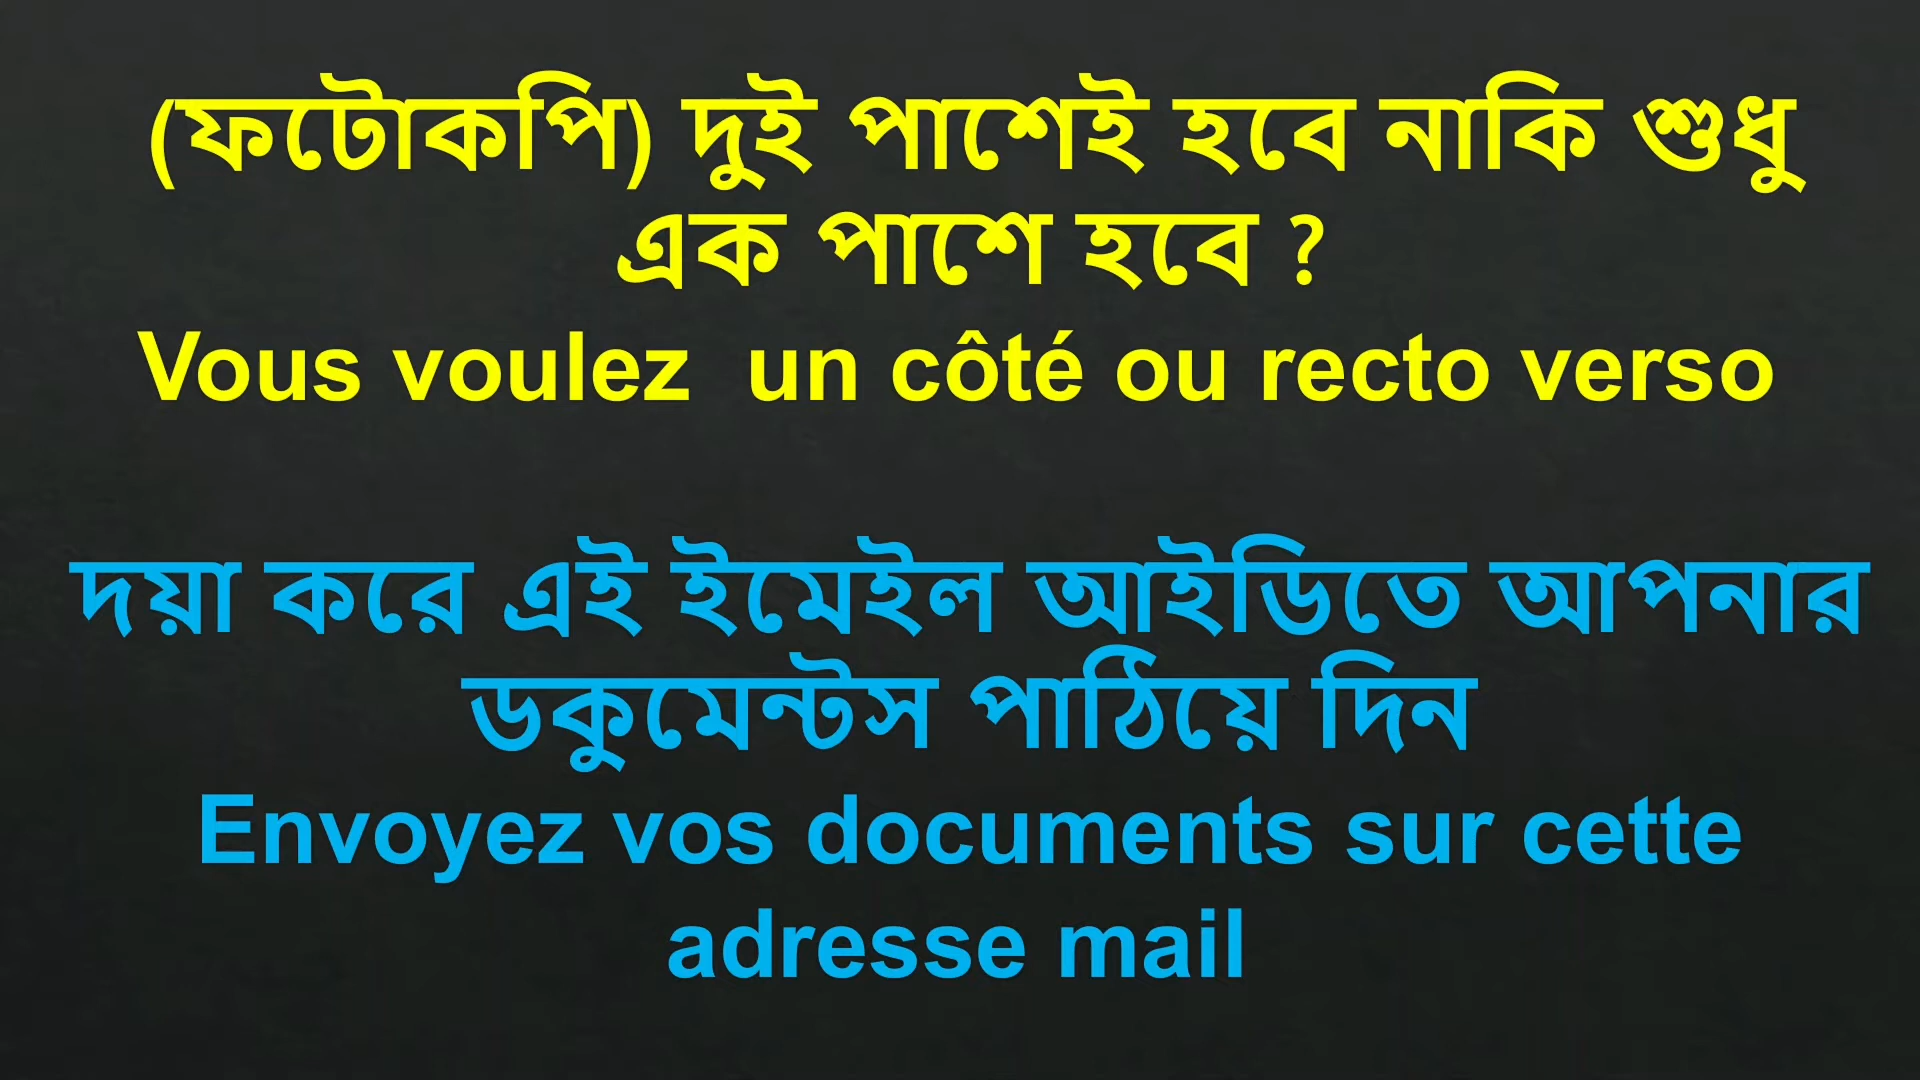 (ফটোকপি) দুই পাশেই হবে নাকি শুধু
এক পাশে হবে ?
Vous voulez  un côté ou recto verso
দয়া করে এই ইমেইল আইডিতে আপনার
ডকুমেন্টস পাঠিয়ে দিন
Envoyez vos documents sur cette
adresse mail